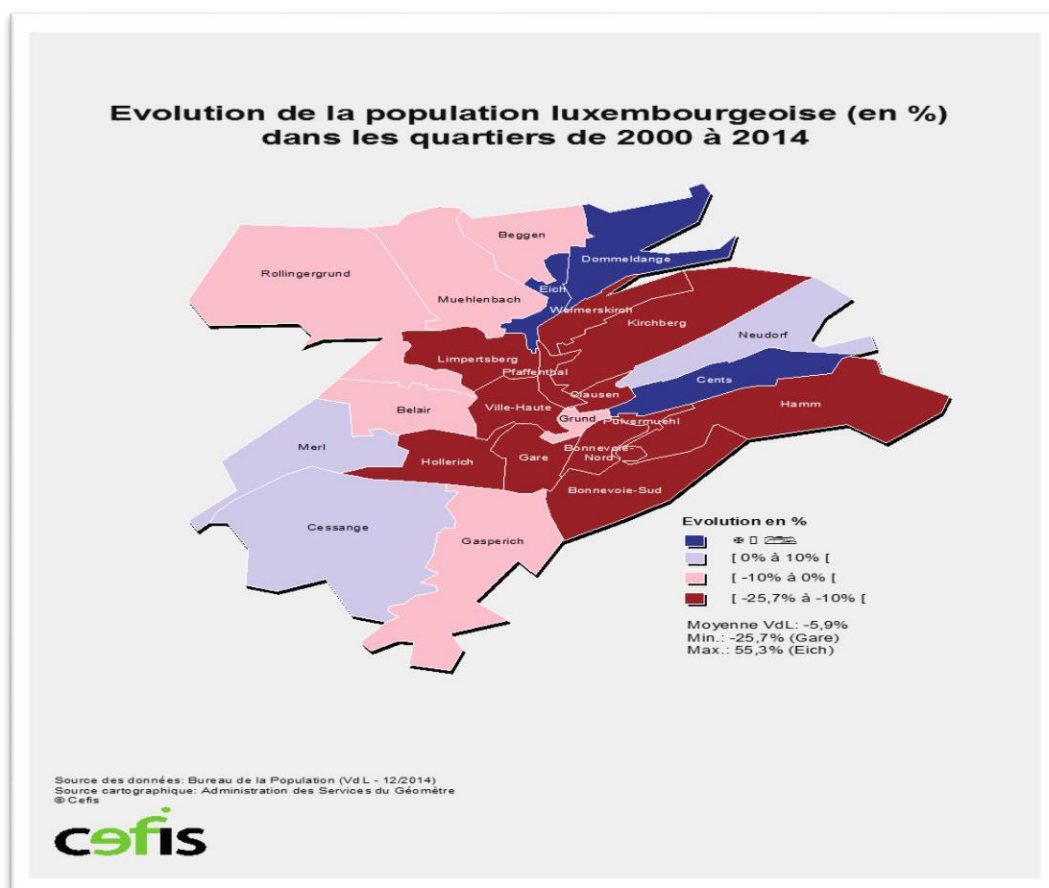 Evolution de la population luxembourgeoise (en %)
dans les quartiers de 2000 à 2014
Beggen
Dommeldange
Rollingergrund
Eich
Muehlenbach
Weimerskirch
Kirchberg
Neudorf
Limpertsberg
Pfaffenthal
Cents
Clausen
Hamm
Belair
Ville-Haute
Grund
Pulvermuehl
Merl
Bonnevoie-
Nord
Hollerich
Gare
Bonnevoie-Sud
Cessange
Gasperich
Evolution en %
[ 0% à 10% [
[ -10% à 0% [
[ -25,7% à -10% [
Moyenne VdL: -5,9%
Min.: -25,7% (Gare)
Max.: 55,3% (Eich)
Source des données: Bureau de la Population (VdL - 12/2014)
Source cartographique: Administration des Services du Géomètre
© Cefis
cefis